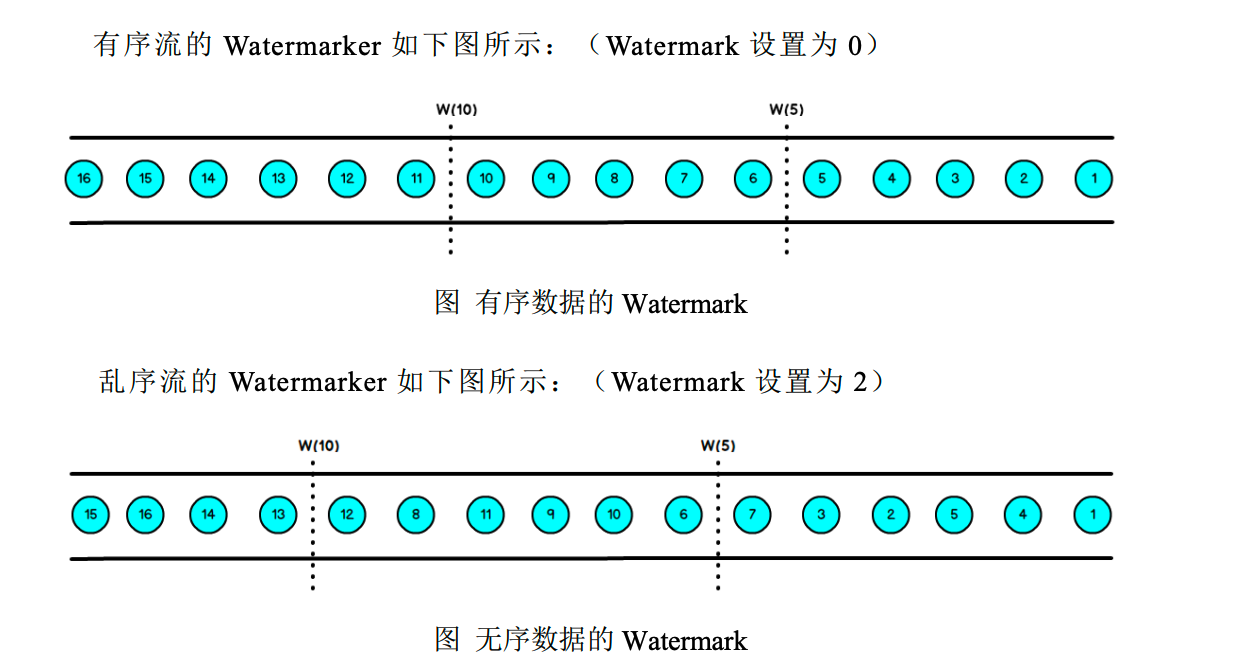 有序流的 Watermarker 如下图所示：（Watermark 设置为 0）
W(10) W(5)
16 15 14 13 12 11 10 9 8 7 6 5 4 3 2 1
图 有序数据的 Watermark
乱序流的 Watermarker 如下图所示：（Watermark 设置为 2）
W(10) W(5)
15 16 14 13 12 8 11 9 10 6 7 3 2 5 4 1
图 无序数据的 Watermark